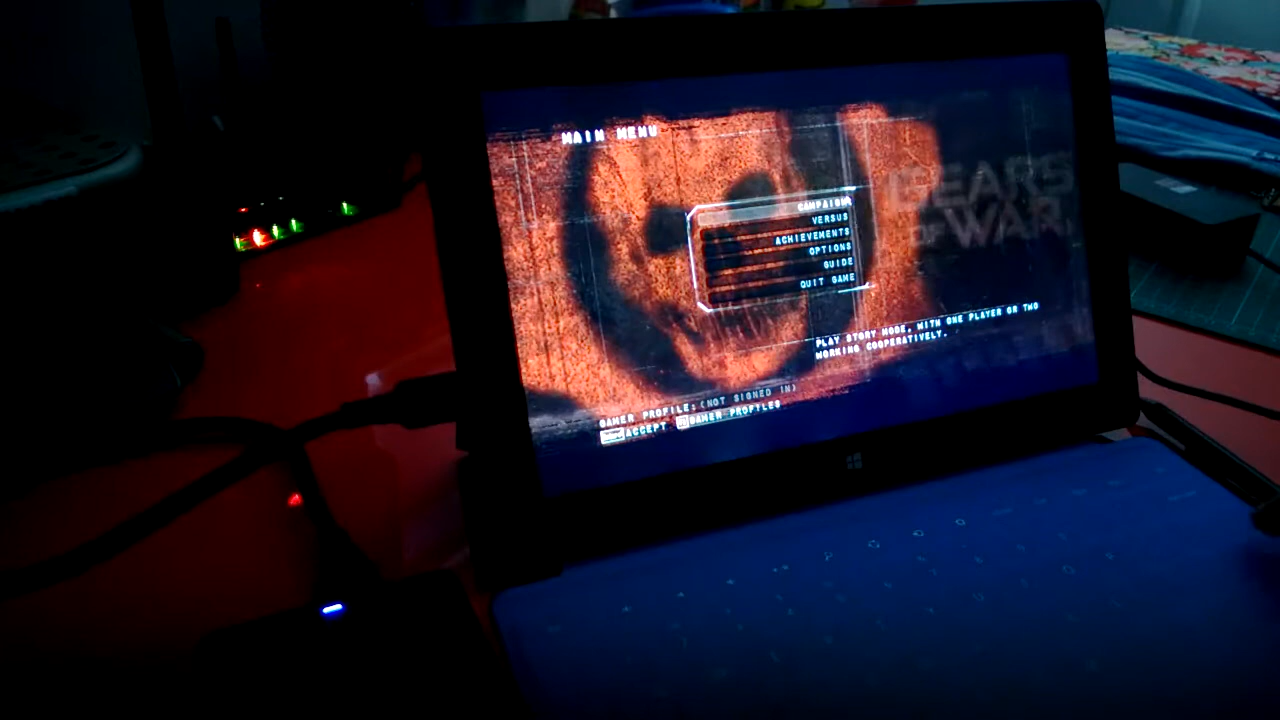 MAIN MENU
GEARS
OF WAR
CAMPAIGN
VERSUS
ACHIEVEMENTS
OPTIONS
GUIDE
QUIT GAME
PLAY STORY MODE, WITH ONE PLAYER OR TWO
WORKING COOPERATIVELY.
GAMER PROFILE: (NOT SIGNED IN)
ACCEPT GAMER PROFILES